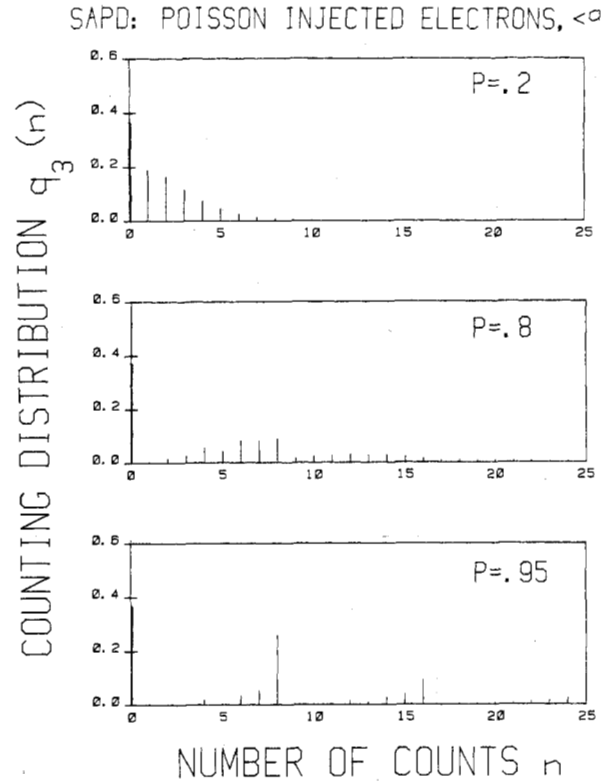 SAPD: POISSON INJECTED ELECTRONS,
COUNTING DISTRIBUTION q3 (n)
P=.2
0.6
0.4
0.2
0.0
0 5 10 15 20 25
P=.8
0.6
0.4
0.2
0.0
0 5 10 15 20 25
P=.95
0.6
0.4
0.2
0.0
0 5 10 15 20 25
NUMBER OF COUNTS n